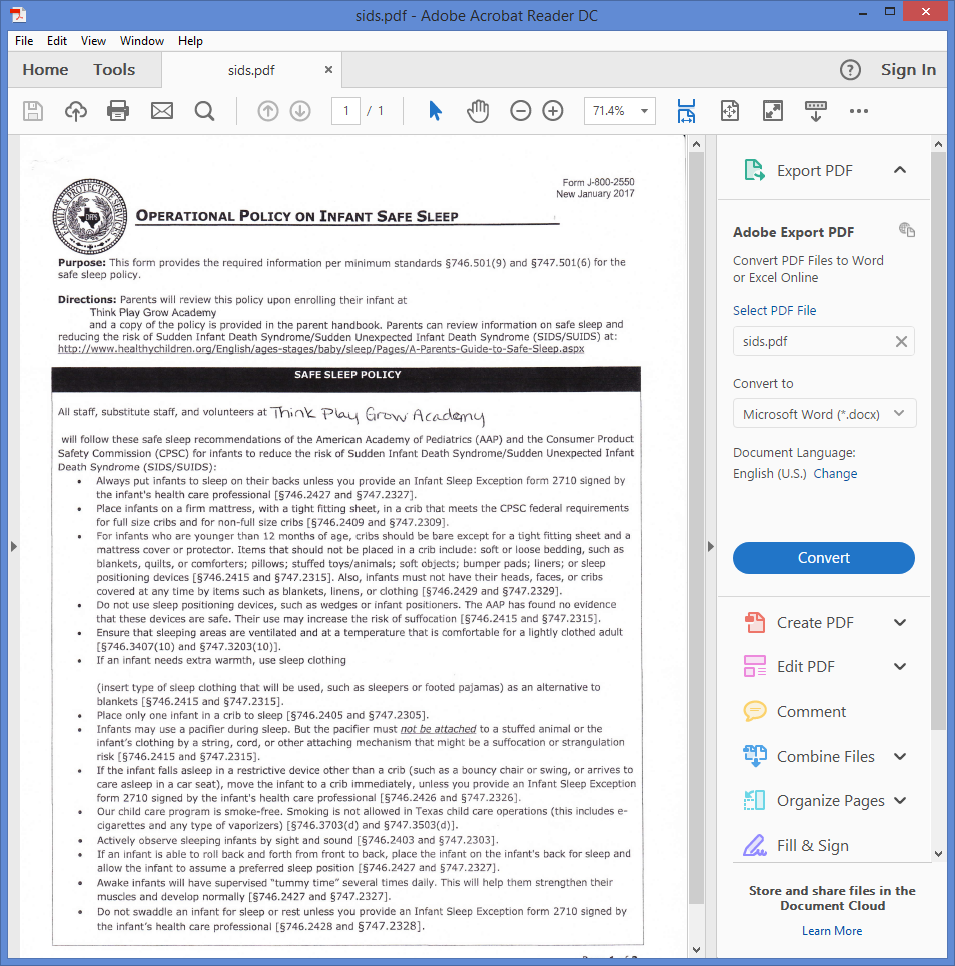 sids.pdf - Adobe Acrobat Reader DC
File Edit View Window Help
Home Tools sids.pdf × ? Sign In
1 / 1 71.4%
Form J-800-2550
New January 2017
FAMILY & PROTECTIVE SERVICES
DFPS
OPERATIONAL POLICY ON INFANT SAFE SLEEP
Purpose: This form provides the required information per minimum standards §746.501(9) and §747.501(6) for the
safe sleep policy.
Directions: Parents will review this policy upon enrolling their infant at
Think Play Grow Academy
and a copy of the policy is provided in the parent handbook. Parents can review information on safe sleep and
reducing the risk of Sudden Infant Death Syndrome/Sudden Unexpected Infant Death Syndrome (SIDS/SUIDS) at:
http://www.healthychildren.org/English/ages-stages/baby/sleep/Pages/A-Parents-Guide-to-Safe-Sleep.aspx
SAFE SLEEP POLICY
All staff, substitute staff, and volunteers at Think Play Grow Academy
will follow these safe sleep recommendations of the American Academy of Pediatrics (AAP) and the Consumer Product
Safety Commission (CPSC) for infants to reduce the risk of Sudden Infant Death Syndrome/Sudden Unexpected Infant
Death Syndrome (SIDS/SUIDS):
• Always put infants to sleep on their backs unless you provide an Infant Sleep Exception form 2710 signed by
the infant's health care professional [§746.2427 and §747.2327].
• Place infants on a firm mattress, with a tight fitting sheet, in a crib that meets the CPSC federal requirements
for full size cribs and for non-full size cribs [§746.2409 and §747.2309].
• For infants who are younger than 12 months of age, cribs should be bare except for a tight fitting sheet and a
mattress cover or protector. Items that should not be placed in a crib include: soft or loose bedding, such as
blankets, quilts, or comforters; pillows; stuffed toys/animals; soft objects; bumper pads; liners; or sleep
positioning devices [§746.2415 and §747.2315]. Also, infants must not have their heads, faces, or cribs
covered at any time by items such as blankets, linens, or clothing [§746.2429 and §747.2329].
• Do not use sleep positioning devices, such as wedges or infant positioners. The AAP has found no evidence
that these devices are safe. Their use may increase the risk of suffocation [§746.2415 and §747.2315].
• Ensure that sleeping areas are ventilated and at a temperature that is comfortable for a lightly clothed adult
[§746.3407(10) and §747.3203(10)].
• If an infant needs extra warmth, use sleep clothing
(insert type of sleep clothing that will be used, such as sleepers or footed pajamas) as an alternative to
blankets [§746.2415 and §747.2315].
• Place only one infant in a crib to sleep [§746.2405 and §747.2305].
• Infants may use a pacifier during sleep. But the pacifier must not be attached to a stuffed animal or the
infant's clothing by a string, cord, or other attaching mechanism that might be a suffocation or strangulation
risk [§746.2415 and §747.2315].
• If the infant falls asleep in a restrictive device other than a crib (such as a bouncy chair or swing, or arrives to
care asleep in a car seat), move the infant to a crib immediately, unless you provide an Infant Sleep Exception
form 2710 signed by the infant's health care professional [§746.2426 and §747.2326].
• Our child care program is smoke-free. Smoking is not allowed in Texas child care operations (this includes e-
cigarettes and any type of vaporizers) [§746.3703(d) and §747.3503(d)].
• Actively observe sleeping infants by sight and sound [§746.2403 and §747.2303].
• If an infant is able to roll back and forth from front to back, place the infant on the infant's back for sleep and
allow the infant to assume a preferred sleep position [§746.2427 and §747.2327].
• Awake infants will have supervised "tummy time" several times daily. This will help them strengthen their
muscles and develop normally [§746.2427 and §747.2327].
• Do not swaddle an infant for sleep or rest unless you provide an Infant Sleep Exception form 2710 signed by
the infant's health care professional [§746.2428 and §747.2328].
Export PDF
Adobe Export PDF
Convert PDF Files to Word
or Excel Online
Select PDF File
sids.pdf
Convert to
Microsoft Word (*.docx)
Document Language:
English (U.S.) Change
Convert
Create PDF
Edit PDF
Comment
Combine Files
Organize Pages
Fill & Sign
Store and share files in the
Document Cloud
Learn More